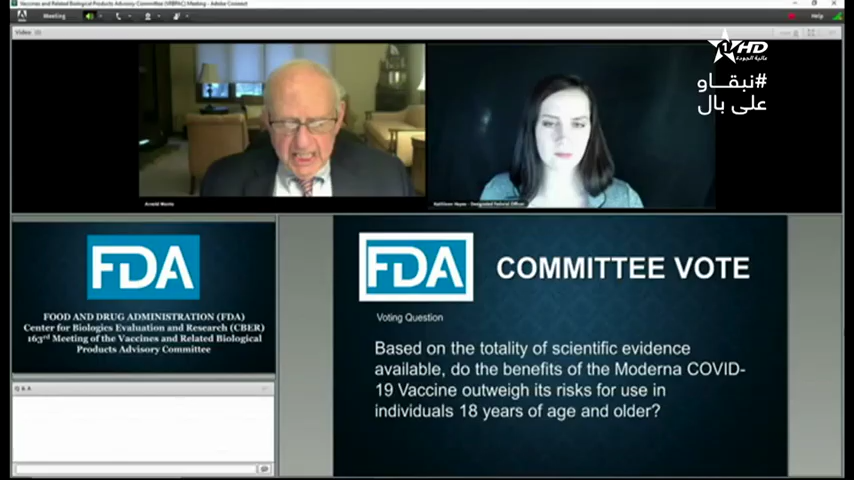 Vaccines and Related Biological Products Advisory Committee (VRBPAC) Meeting - Adobe Connect
Meeting
Help
Video
1 HD
عالية الجودة
#نبقاو
على بال
Arnold Monto
Kathleen Hayes - Designated Federal Officer
FDA
FOOD AND DRUG ADMINISTRATION (FDA)
Center for Biologics Evaluation and Research (CBER)
163rd Meeting of the Vaccines and Related Biological
Products Advisory Committee
Q & A
FDA
COMMITTEE VOTE
Voting Question
Based on the totality of scientific evidence
available, do the benefits of the Moderna COVID-
19 Vaccine outweigh its risks for use in
individuals 18 years of age and older?